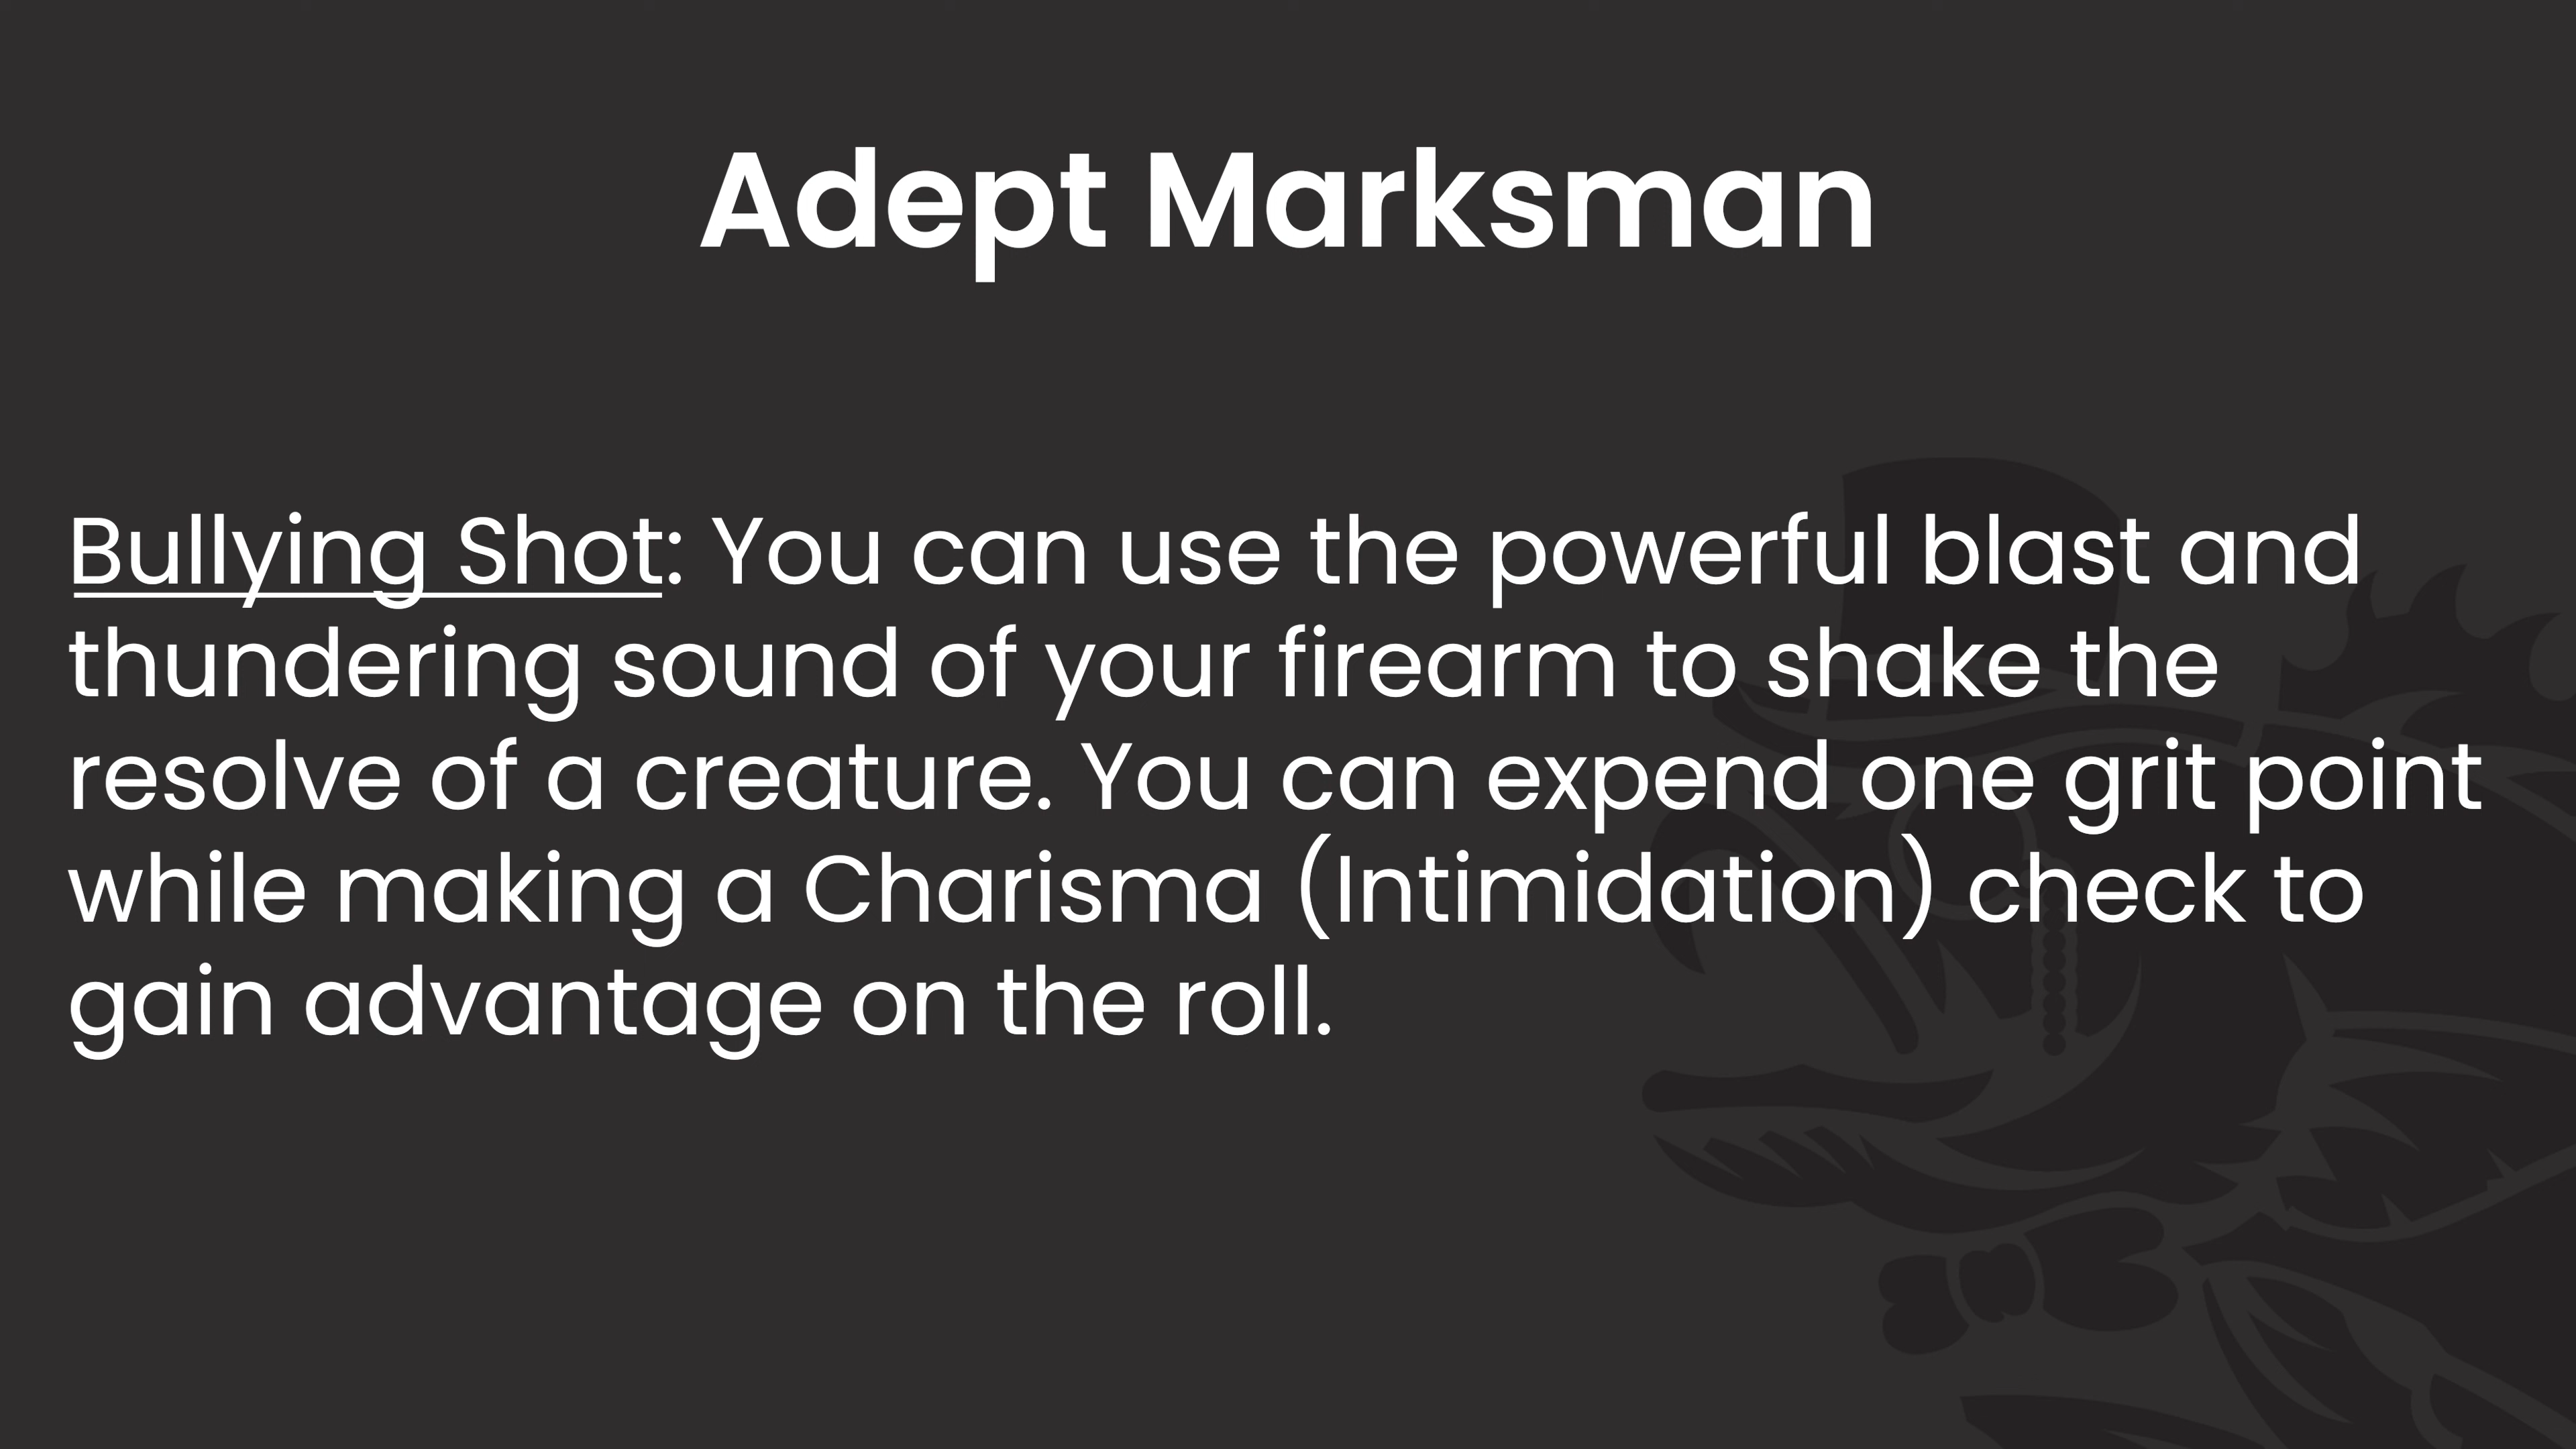 Adept Marksman
Bullying Shot: You can use the powerful blast and
thundering sound of your firearm to shake the
resolve of a creature. You can expend one grit point
while making a Charisma (Intimidation) check to
gain advantage on the roll.